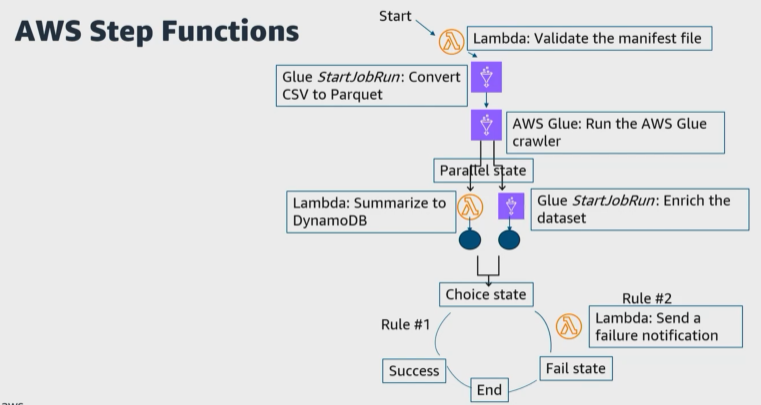 AWS Step Functions
Start
Lambda: Validate the manifest file
Glue StartJobRun: Convert
CSV to Parquet
AWS Glue: Run the AWS Glue
crawler
Parallel state
Lambda: Summarize to
DynamoDB
Glue StartJobRun: Enrich the
dataset
Choice state
Rule #1
Rule #2
Lambda: Send a
failure notification
Success
Fail state
End
aws